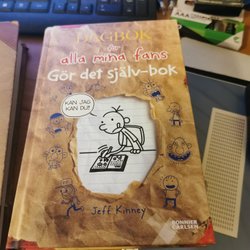 DAGBOK
för
alla mina fans
Gör det själv-bok
KAN JAG
KAN DU!
Jeff Kinney
BONNIER
CARLSEN